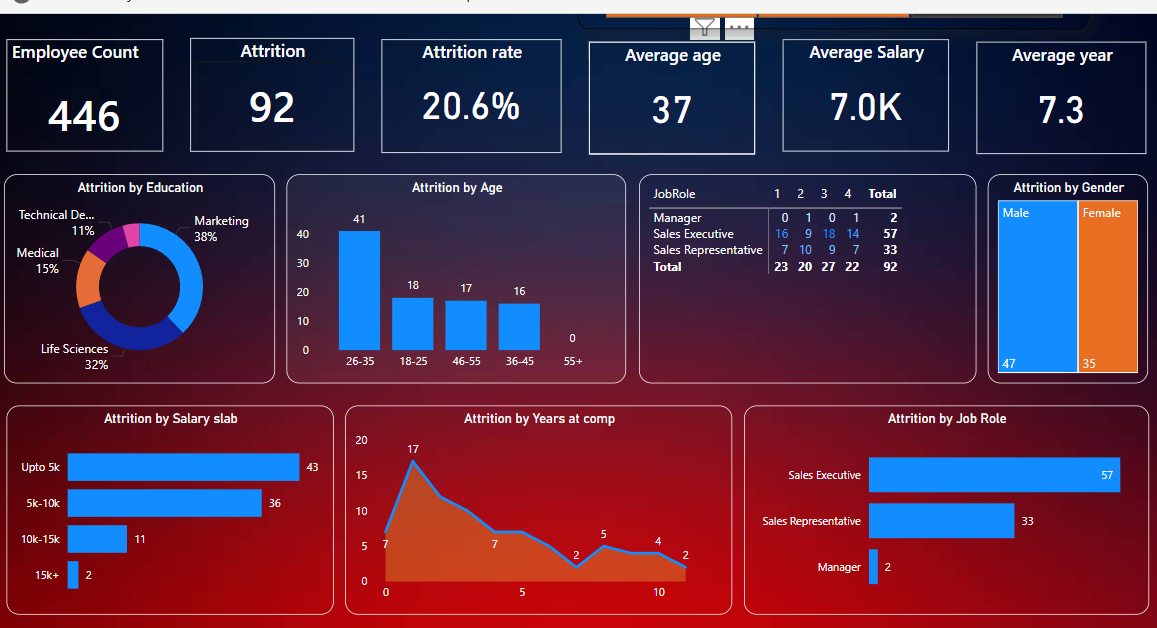 Employee Count
446
Attrition
92
Attrition rate
20.6%
Average age
37
Average Salary
7.0K
Average year
7.3
Attrition by Education
Technical De...
11%
Marketing
38%
Medical
15%
Life Sciences
32%
Attrition by Age
41
40
30
20
10
0
18
17
16
0
26-35 18-25 46-55 36-45 55+
JobRole 1 2 3 4 Total
Manager 0 1 0 1 2
Sales Executive 16 9 18 14 57
Sales Representative 7 10 9 7 33
Total 23 20 27 22 92
Attrition by Gender
Male Female
47 35
Attrition by Salary slab
Upto 5k 43
5k-10k 36
10k-15k 11
15k+ 2
Attrition by Years at comp
20
15
10
5
0
17
7
7
2
5
4
2
0 5 10
Attrition by Job Role
Sales Executive 57
Sales Representative 33
Manager 2